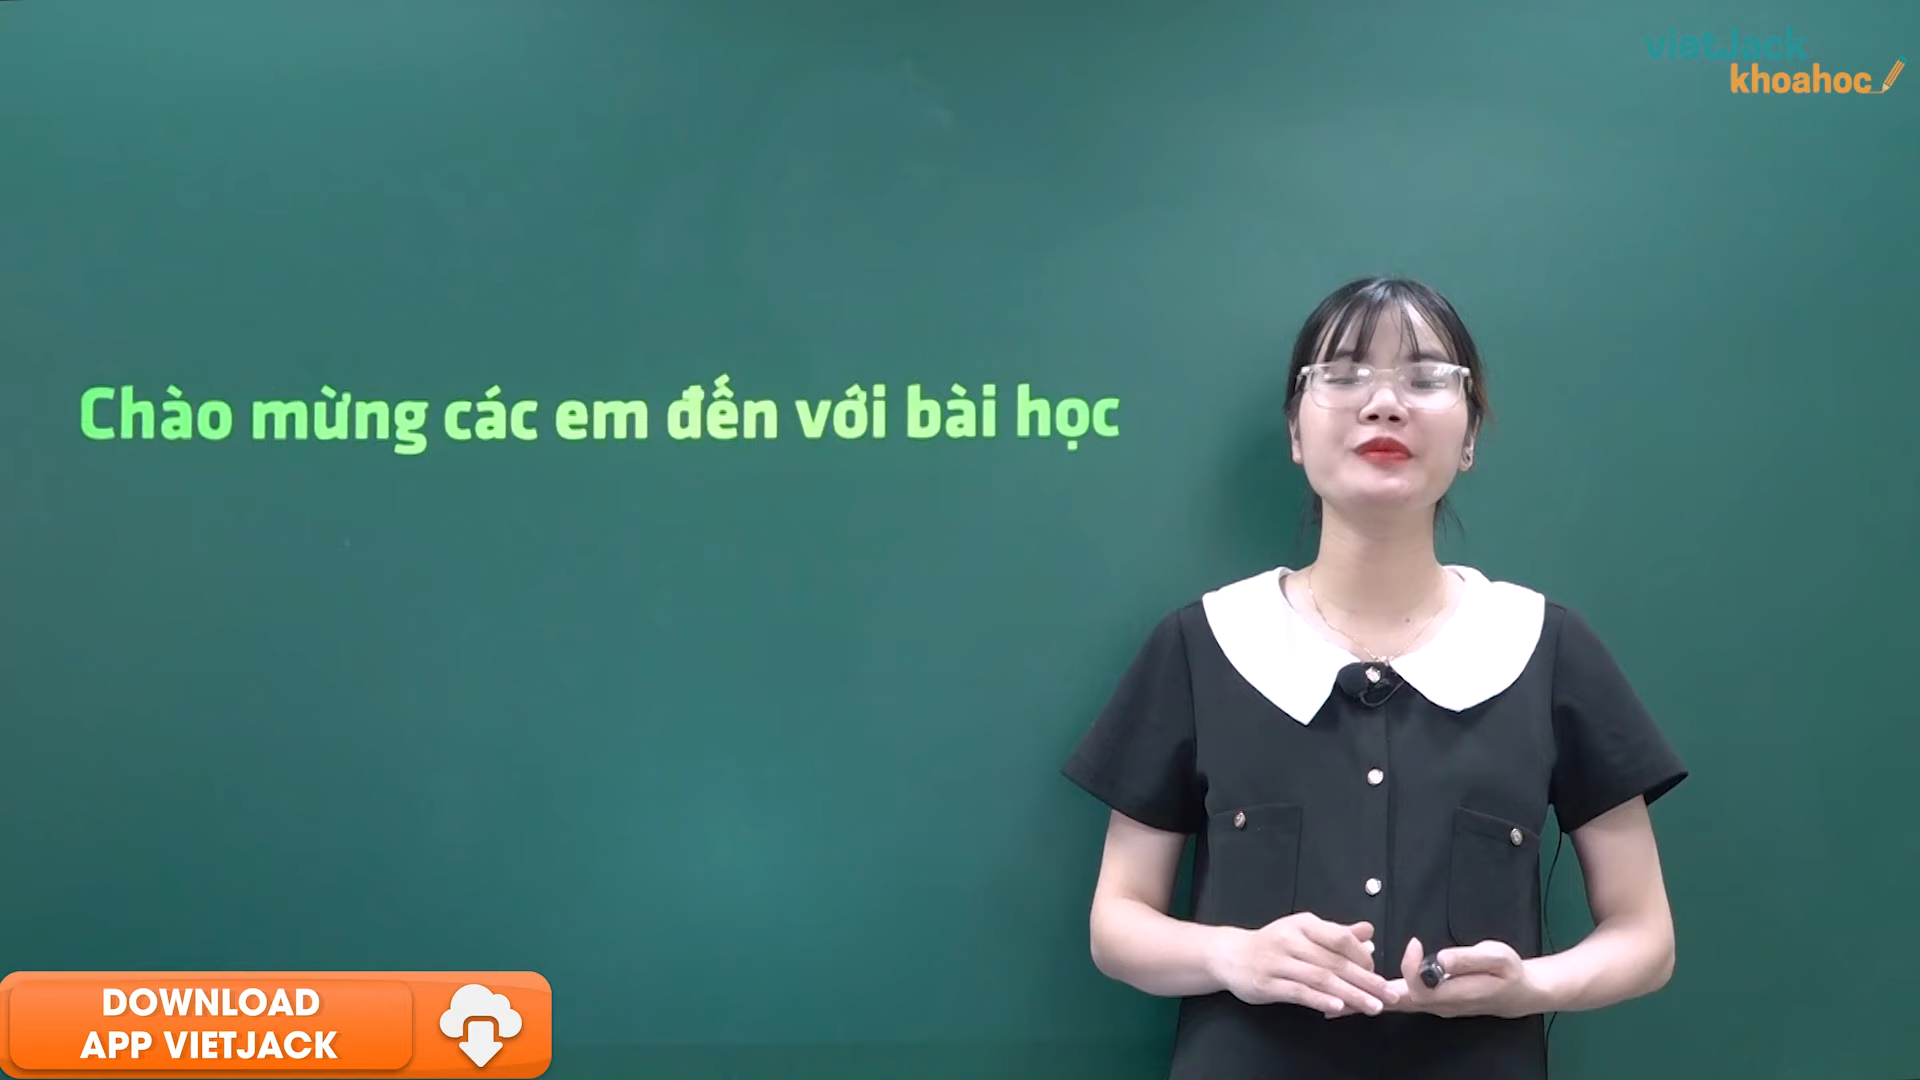 vietJack
khoahoc
Chào mừng các em đến với bài học
DOWNLOAD
APP VIETJACK